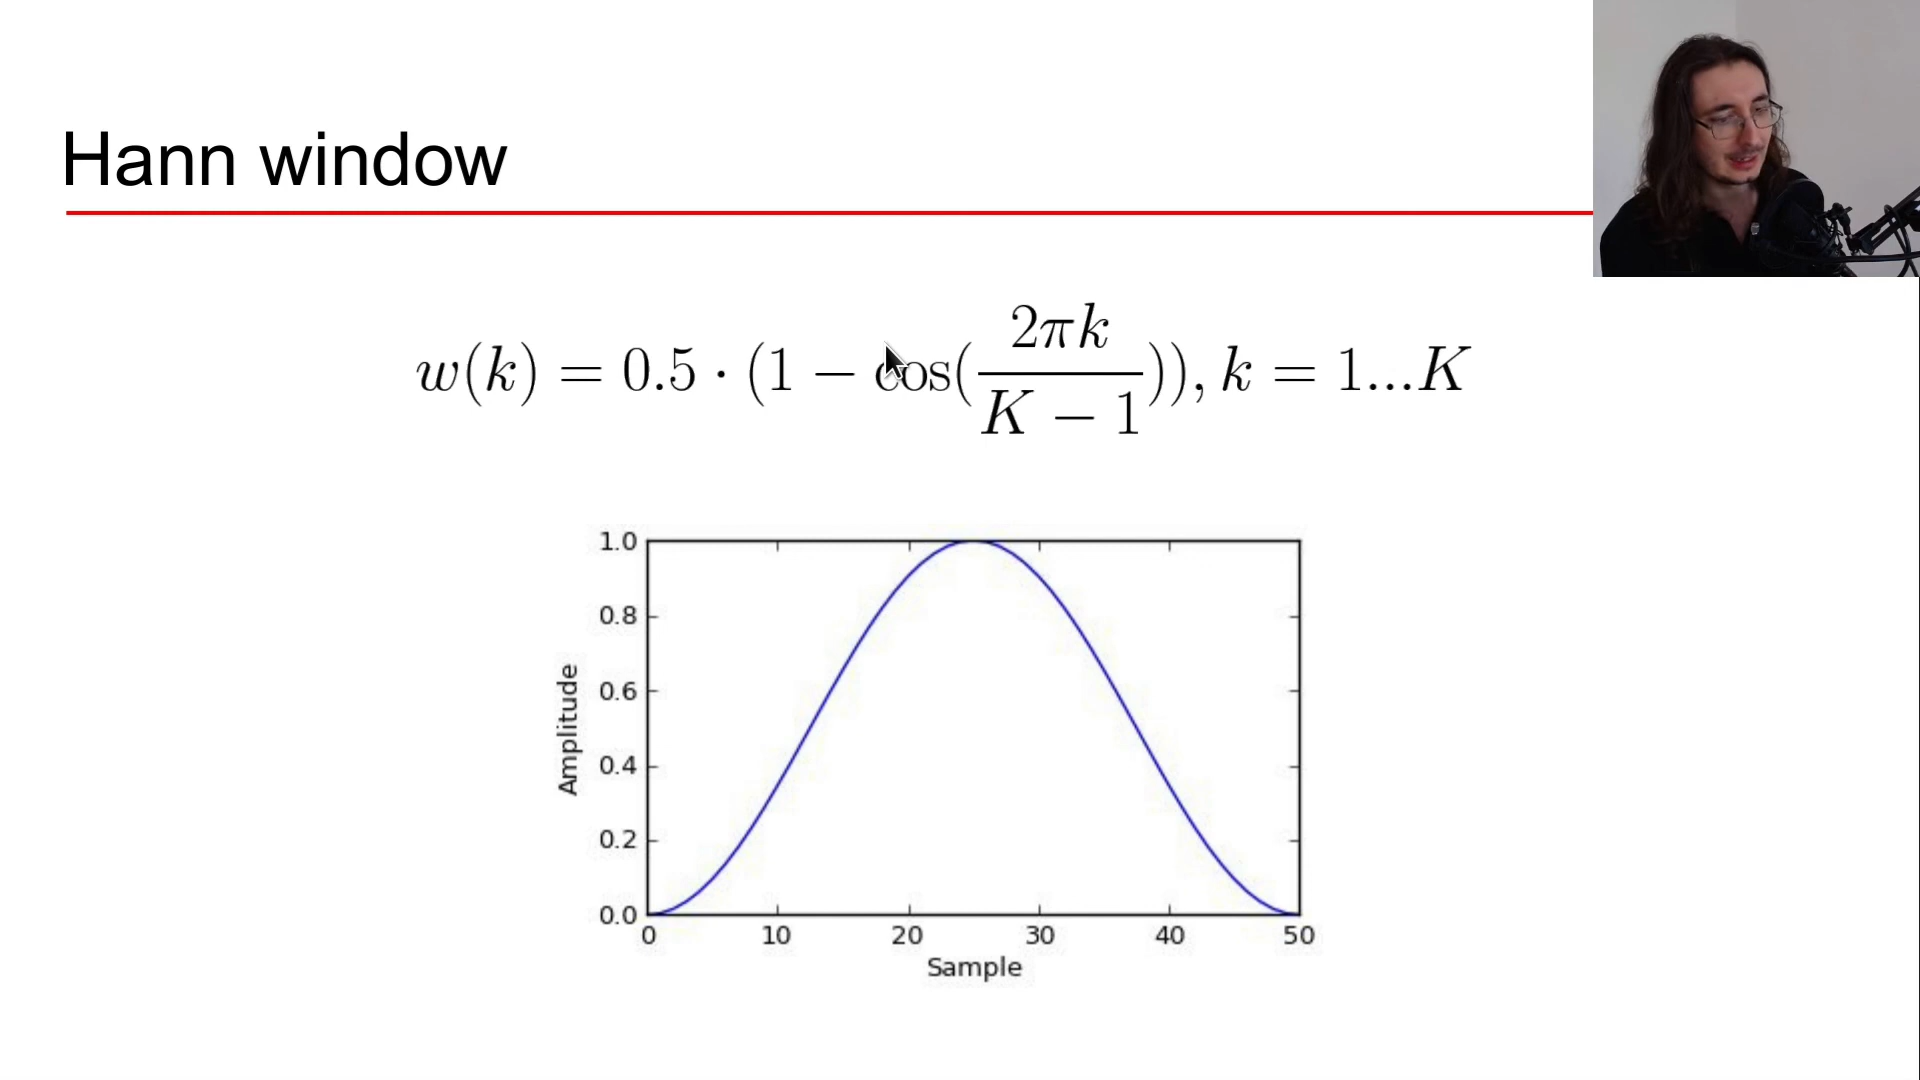 Hann window
w(k) = 0.5 · (1 − cos(2πk / K − 1)), k = 1...K
1.0
0.8
0.6
0.4
0.2
0.0
Amplitude
0 10 20 30 40 50
Sample